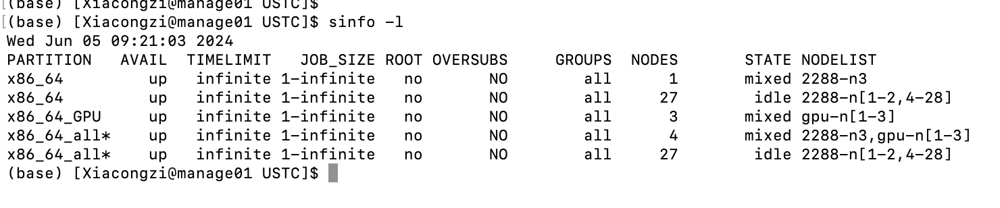 (base) [Xiacongzi@manage01 USTC]$
(base) [Xiacongzi@manage01 USTC]$ sinfo -l
Wed Jun 05 09:21:03 2024
PARTITION   AVAIL  TIMELIMIT   JOB_SIZE ROOT OVERSUBS     GROUPS  NODES       STATE NODELIST
x86_64         up   infinite 1-infinite   no       NO        all      1       mixed 2288-n3
x86_64         up   infinite 1-infinite   no       NO        all     27        idle 2288-n[1-2,4-28]
x86_64_GPU     up   infinite 1-infinite   no       NO        all      3       mixed gpu-n[1-3]
x86_64_all*    up   infinite 1-infinite   no       NO        all      4       mixed 2288-n3,gpu-n[1-3]
x86_64_all*    up   infinite 1-infinite   no       NO        all     27        idle 2288-n[1-2,4-28]
(base) [Xiacongzi@manage01 USTC]$